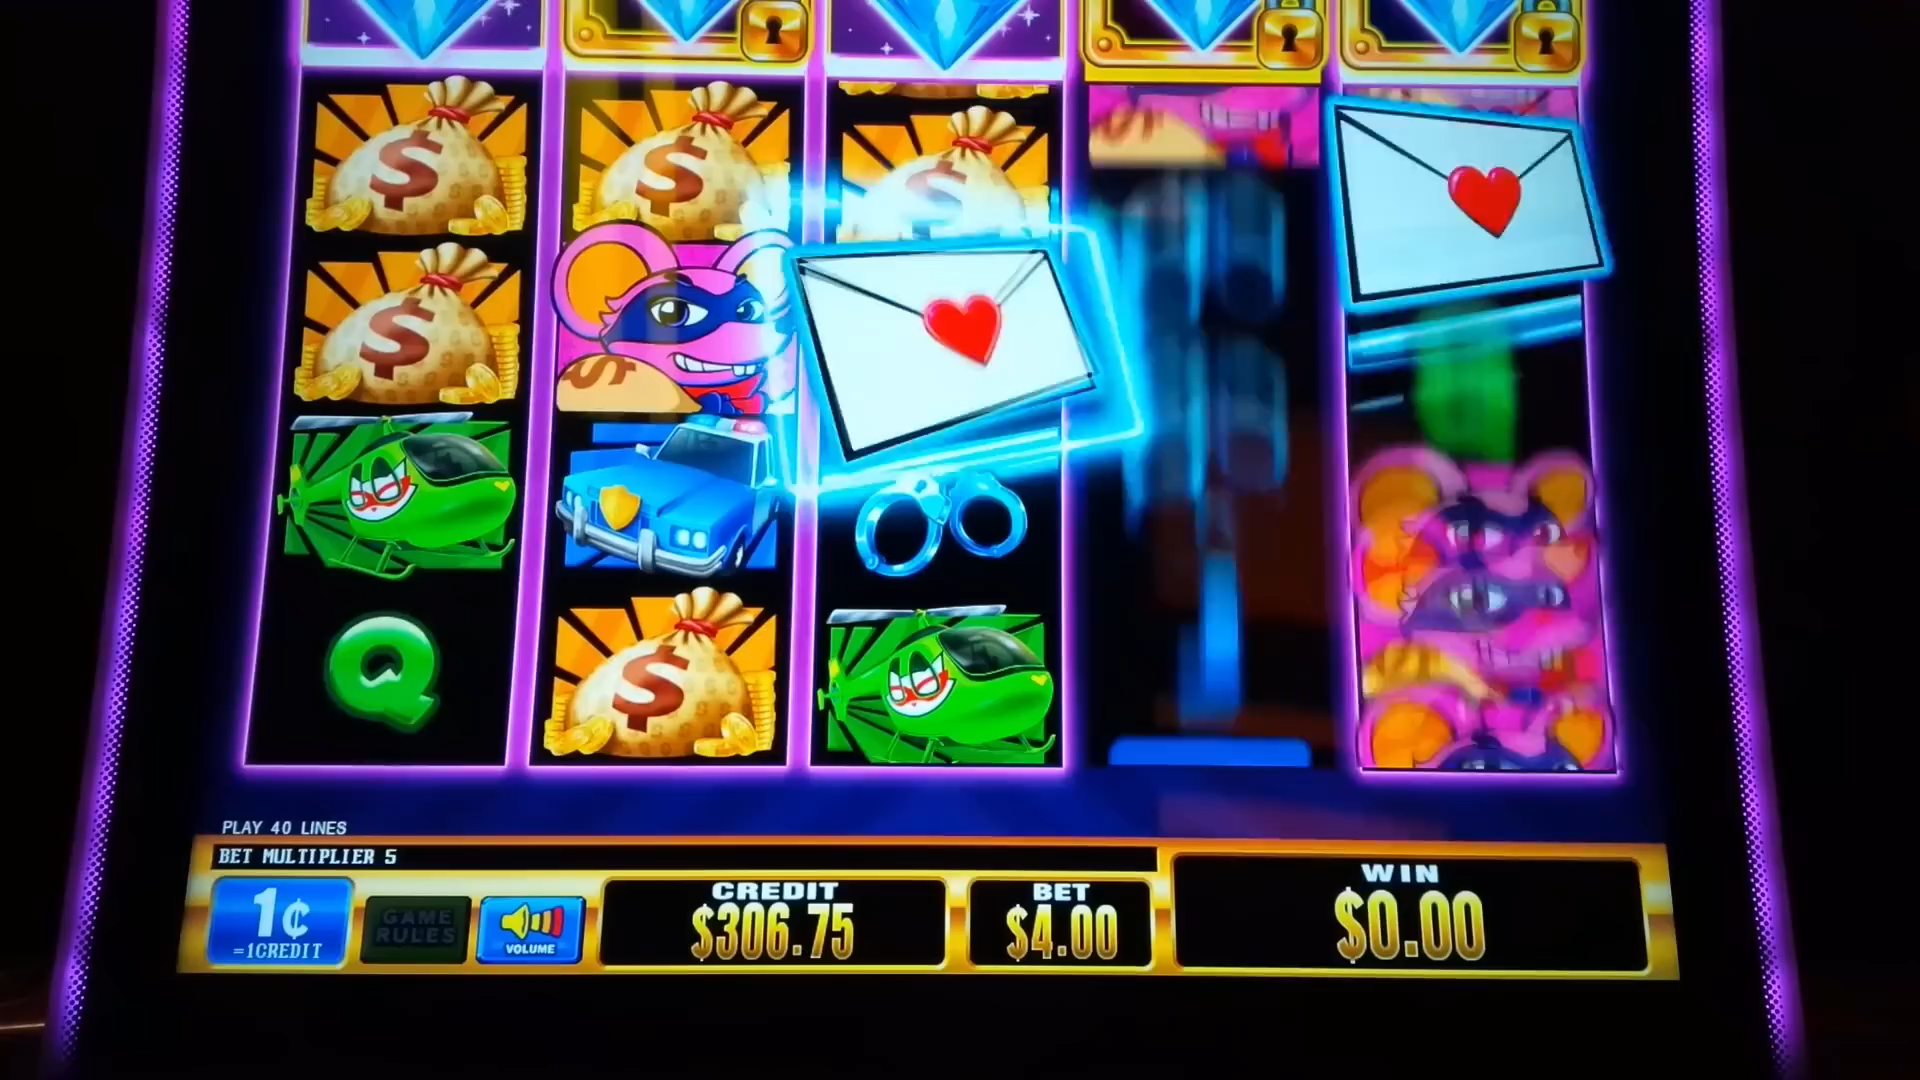 $
$
$
$
Q
$
PLAY 40 LINES
BET MULTIPLIER 5
1¢
=1CREDIT
GAME
RULES
VOLUME
CREDIT
$306.75
BET
$4.00
WIN
$0.00